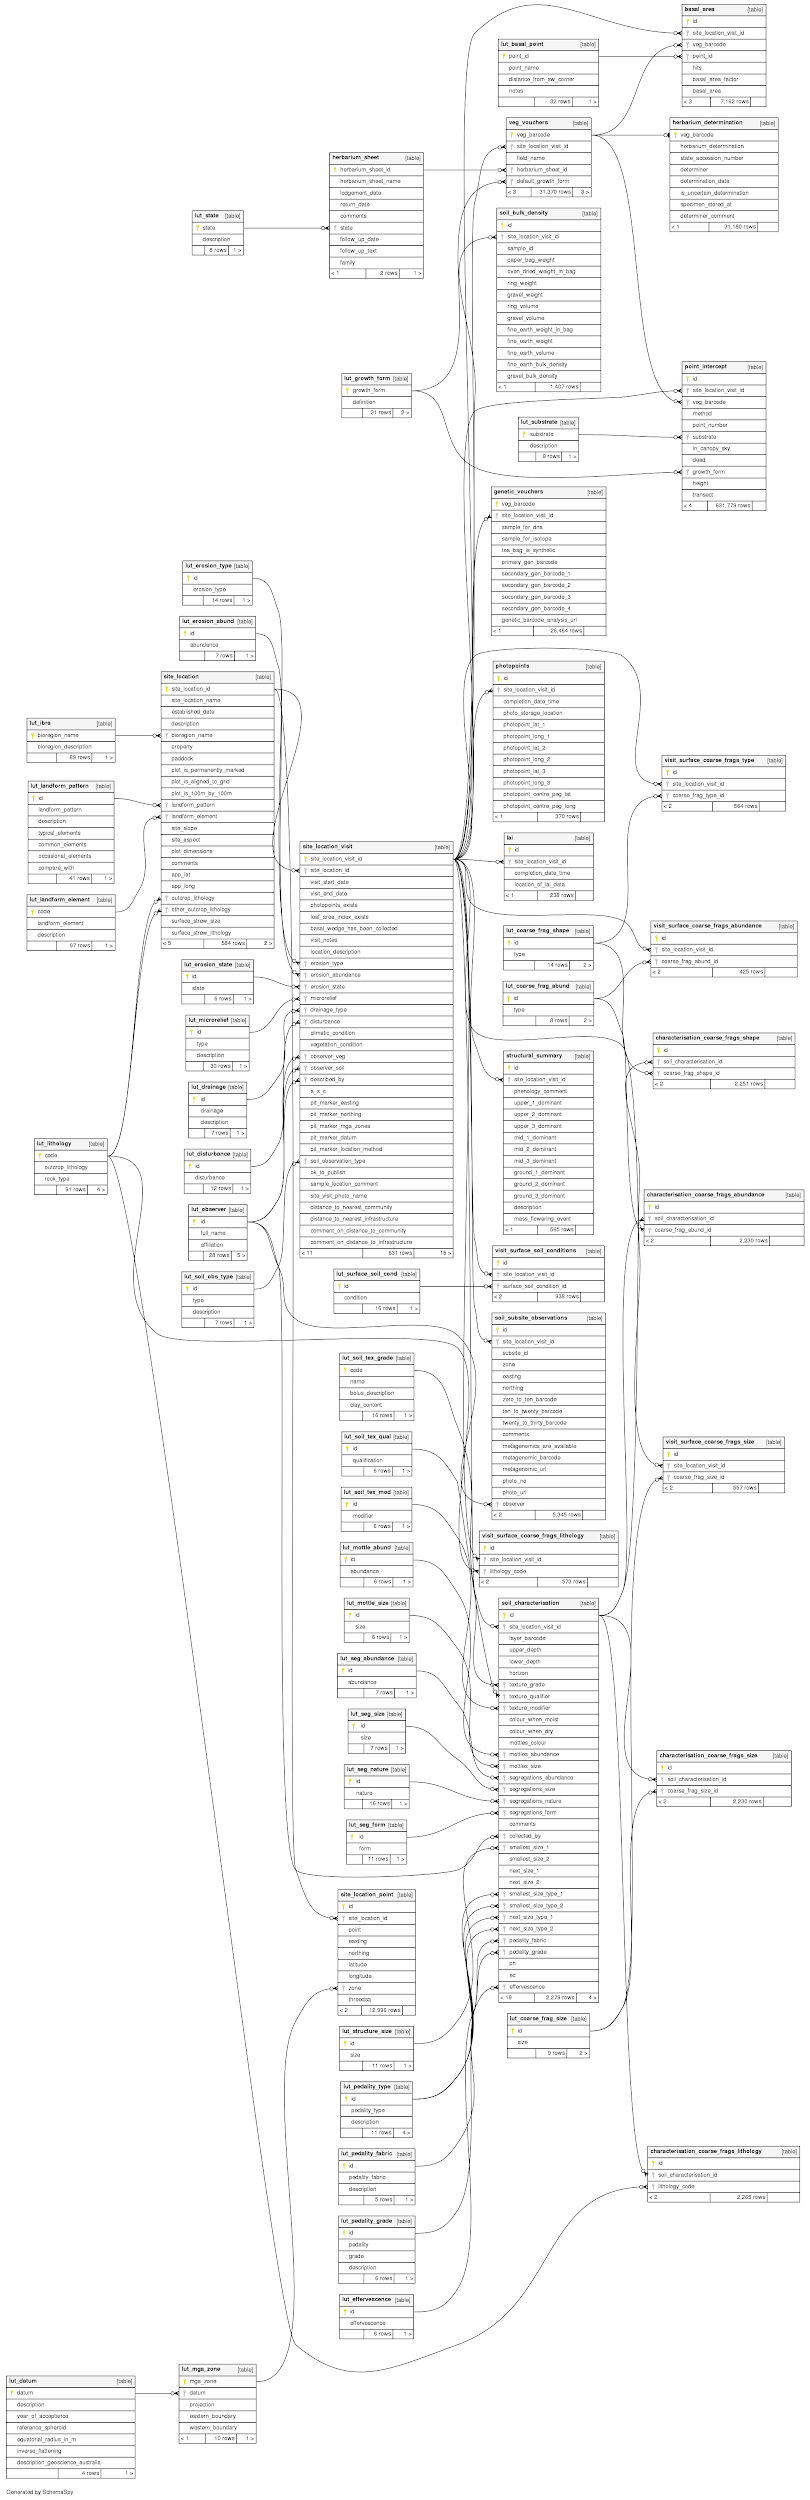 basal_area [table]
id
site_location_visit_id
veg_barcode
point_id
hits
basal_area_factor
basal_area
< 3 7,162 rows
lut_basal_point [table]
point_id
point_name
distance_from_sw_corner
notes
32 rows 1 >
veg_vouchers [table]
veg_barcode
site_location_visit_id
field_name
herbarium_sheet_id
default_growth_form
< 3 31,370 rows 3 >
herbarium_determination [table]
veg_barcode
herbarium_determination
state_accession_number
determiner
determination_date
is_uncertain_determination
specimen_stored_at
determiner_comment
< 1 31,180 rows
herbarium_sheet [table]
herbarium_sheet_id
herbarium_sheet_name
lodgement_date
return_date
comments
state
follow_up_date
follow_up_text
family
< 1 2 rows 1 >
lut_state [table]
state
description
8 rows 1 >
soil_bulk_density [table]
id
site_location_visit_id
sample_id
paper_bag_weight
oven_dried_weight_in_bag
ring_weight
gravel_weight
ring_volume
gravel_volume
fine_earth_weight_in_bag
fine_earth_weight
fine_earth_volume
fine_earth_bulk_density
gravel_bulk_density
< 1 1,407 rows
lut_growth_form [table]
growth_form
definition
21 rows 2 >
point_intercept [table]
id
site_location_visit_id
veg_barcode
method
point_number
substrate
in_canopy_sky
dead
growth_form
height
transect
< 4 631,779 rows
lut_substrate [table]
substrate
description
9 rows 1 >
genetic_vouchers [table]
veg_barcode
site_location_visit_id
sample_for_dna
sample_for_isotope
tea_bag_is_synthetic
primary_gen_barcode
secondary_gen_barcode_1
secondary_gen_barcode_2
secondary_gen_barcode_3
secondary_gen_barcode_4
genetic_barcode_analysis_url
< 1 26,464 rows
lut_erosion_type [table]
id
erosion_type
14 rows 1 >
lut_erosion_abund [table]
id
abundance
7 rows 1 >
site_location [table]
site_location_id
site_location_name
established_date
description
bioregion_name
property
paddock
plot_is_permanently_marked
plot_is_aligned_to_grid
plot_is_100m_by_100m
landform_pattern
landform_element
site_slope
site_aspect
plot_dimensions
comments
app_lat
app_long
outcrop_lithology
other_outcrop_lithology
surface_strew_size
surface_strew_lithology
< 5 584 rows 2 >
lut_ibra [table]
bioregion_name
bioregion_description
89 rows 1 >
lut_landform_pattern [table]
id
landform_pattern
description
typical_elements
common_elements
occasional_elements
compare_with
41 rows 1 >
lut_landform_element [table]
code
landform_element
description
97 rows 1 >
photopoints [table]
id
site_location_visit_id
completion_date_time
photo_storage_location
photopoint_lat_1
photopoint_long_1
photopoint_lat_2
photopoint_long_2
photopoint_lat_3
photopoint_long_3
photopoint_centre_peg_lat
photopoint_centre_peg_long
< 1 370 rows
visit_surface_coarse_frags_type [table]
id
site_location_visit_id
coarse_frag_type_id
< 2 564 rows
lai [table]
id
site_location_visit_id
completion_date_time
location_of_lai_data
< 1 238 rows
site_location_visit [table]
site_location_visit_id
site_location_id
visit_start_date
visit_end_date
photopoints_exists
leaf_area_index_exists
basal_wedge_has_been_collected
visit_notes
location_description
erosion_type
erosion_abundance
erosion_state
microrelief
drainage_type
disturbance
climatic_condition
vegetation_condition
observer_veg
observer_soil
described_by
a_s_c
pit_marker_easting
pit_marker_northing
pit_marker_mga_zones
pit_marker_datum
pit_marker_location_method
soil_observation_type
ok_to_publish
sample_location_comment
site_visit_photo_name
distance_to_nearest_community
distance_to_nearest_infrastructure
comment_on_distance_to_community
comment_on_distance_to_infrastructure
< 11 631 rows 15 >
visit_surface_coarse_frags_abundance [table]
id
site_location_visit_id
coarse_frag_abund_id
< 2 425 rows
lut_coarse_frag_shape [table]
id
type
14 rows 2 >
lut_coarse_frag_abund [table]
id
type
8 rows 2 >
lut_erosion_state [table]
id
state
6 rows 1 >
lut_microrelief [table]
id
type
description
30 rows 1 >
lut_drainage [table]
id
drainage
description
7 rows 1 >
lut_disturbance [table]
id
disturbance
12 rows 1 >
lut_observer [table]
id
full_name
affiliation
28 rows 5 >
lut_soil_obs_type [table]
id
type
description
7 rows 1 >
lut_lithology [table]
code
outcrop_lithology
rock_type
91 rows 4 >
characterisation_coarse_frags_shape [table]
id
soil_characterisation_id
coarse_frag_shape_id
< 2 2,251 rows
structural_summary [table]
id
site_location_visit_id
phenology_comment
upper_1_dominant
upper_2_dominant
upper_3_dominant
mid_1_dominant
mid_2_dominant
mid_3_dominant
ground_1_dominant
ground_2_dominant
ground_3_dominant
description
mass_flowering_event
< 1 565 rows
characterisation_coarse_frags_abundance [table]
id
soil_characterisation_id
coarse_frag_abund_id
< 2 2,230 rows
visit_surface_soil_conditions [table]
id
site_location_visit_id
surface_soil_condition_id
< 2 938 rows
lut_surface_soil_cond [table]
id
condition
16 rows 1 >
soil_subsite_observations [table]
id
site_location_visit_id
subsite_id
zone
easting
northing
zero_to_ten_barcode
ten_to_twenty_barcode
twenty_to_thirty_barcode
comments
metagenomics_are_available
metagenomic_barcode
metagenomic_url
photo_no
photo_url
observer
< 2 5,345 rows
lut_soil_tex_grade [table]
code
name
bolus_description
clay_content
16 rows 1 >
lut_soil_tex_qual [table]
id
qualification
6 rows 1 >
lut_soil_tex_mod [table]
id
modifier
6 rows 1 >
lut_mottle_abund [table]
id
abundance
6 rows 1 >
lut_mottle_size [table]
id
size
6 rows 1 >
lut_seg_abundance [table]
id
abundance
7 rows 1 >
lut_seg_size [table]
id
size
7 rows 1 >
lut_seg_nature [table]
id
nature
16 rows 1 >
lut_seg_form [table]
id
form
11 rows 1 >
visit_surface_coarse_frags_size [table]
id
site_location_visit_id
coarse_frag_size_id
< 2 957 rows
visit_surface_coarse_frags_lithology [table]
id
site_location_visit_id
lithology_code
< 2 573 rows
soil_characterisation [table]
id
site_location_visit_id
layer_barcode
upper_depth
lower_depth
horizon
texture_grade
texture_qualifier
texture_modifier
colour_when_moist
colour_when_dry
mottles_colour
mottles_abundance
mottles_size
segregations_abundance
segregations_size
segregations_nature
segregations_form
comments
collected_by
smallest_size_1
smallest_size_2
next_size_1
next_size_2
smallest_size_type_1
smallest_size_type_2
next_size_type_1
next_size_type_2
pedality_fabric
pedality_grade
ph
ec
effervescence
< 19 2,279 rows 4 >
characterisation_coarse_frags_size [table]
id
soil_characterisation_id
coarse_frag_size_id
< 2 2,230 rows
site_location_point [table]
id
site_location_id
point
easting
northing
latitude
longitude
zone
threedcq
< 2 12,996 rows
lut_coarse_frag_size [table]
id
size
9 rows 2 >
lut_structure_size [table]
id
size
11 rows 1 >
lut_pedality_type [table]
id
pedality_type
description
11 rows 4 >
lut_pedality_fabric [table]
id
pedality_fabric
description
5 rows 1 >
lut_pedality_grade [table]
id
pedality
grade
description
6 rows 1 >
lut_effervescence [table]
id
effervescence
6 rows 1 >
characterisation_coarse_frags_lithology [table]
id
soil_characterisation_id
lithology_code
< 2 2,265 rows
lut_mga_zone [table]
mga_zone
datum
projection
eastern_boundary
western_boundary
< 1 10 rows 1 >
lut_datum [table]
datum
description
year_of_acceptance
reference_spheroid
equatorial_radius_in_m
inverse_flattening
description_geoscience_australia
4 rows 1 >
Generated by SchemaSpy